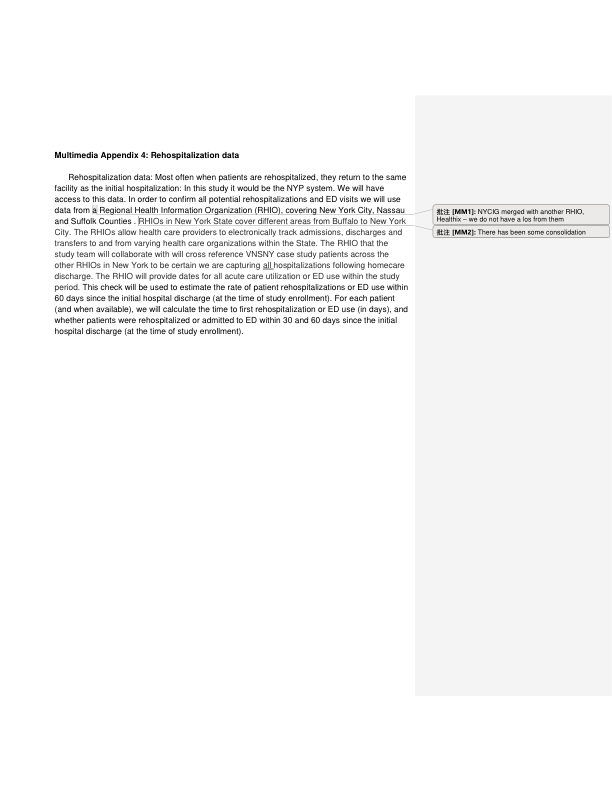 Multimedia Appendix 4: Rehospitalization data
Rehospitalization data: Most often when patients are rehospitalized, they return to the same
facility as the initial hospitalization: In this study it would be the NYP system. We will have
access to this data. In order to confirm all potential rehospitalizations and ED visits we will use
data from a Regional Health Information Organization (RHIO), covering New York City, Nassau
and Suffolk Counties . RHIOs in New York State cover different areas from Buffalo to New York
City. The RHIOs allow health care providers to electronically track admissions, discharges and
transfers to and from varying health care organizations within the State. The RHIO that the
study team will collaborate with will cross reference VNSNY case study patients across the
other RHIOs in New York to be certain we are capturing all hospitalizations following homecare
discharge. The RHIO will provide dates for all acute care utilization or ED use within the study
period. This check will be used to estimate the rate of patient rehospitalizations or ED use within
60 days since the initial hospital discharge (at the time of study enrollment). For each patient
(and when available), we will calculate the time to first rehospitalization or ED use (in days), and
whether patients were rehospitalized or admitted to ED within 30 and 60 days since the initial
hospital discharge (at the time of study enrollment).
批注 [MM1]: NYCIG merged with another RHIO,
Healthix – we do not have a los from them
批注 [MM2]: There has been some consolidation